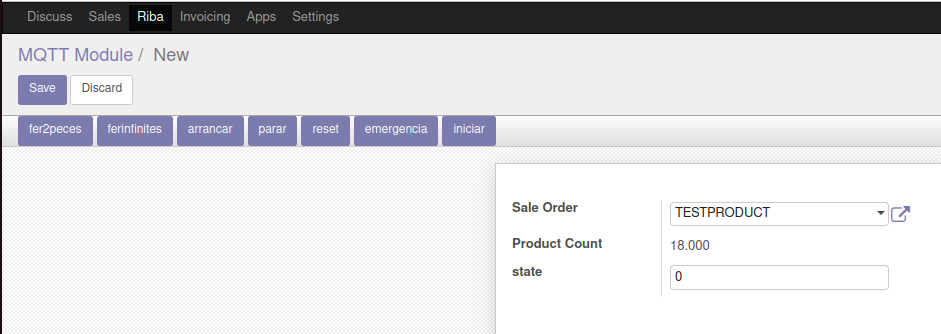 Discuss Sales Riba Invoicing Apps Settings
MQTT Module / New
Save Discard
fer2peces ferinfinites arrancar parar reset emergencia iniciar
Sale Order TESTPRODUCT
Product Count 18.000
state 0